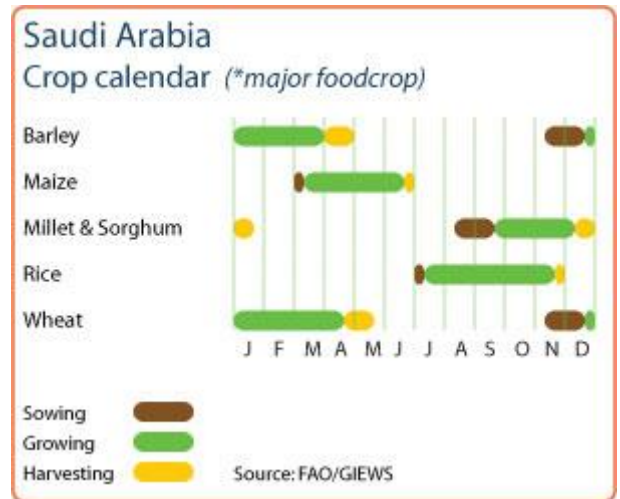 Saudi Arabia
Crop calendar (*major foodcrop)
Barley
Maize
Millet & Sorghum
Rice
Wheat
J F M A M J J A S O N D
Sowing
Growing
Harvesting Source: FAO/GIEWS